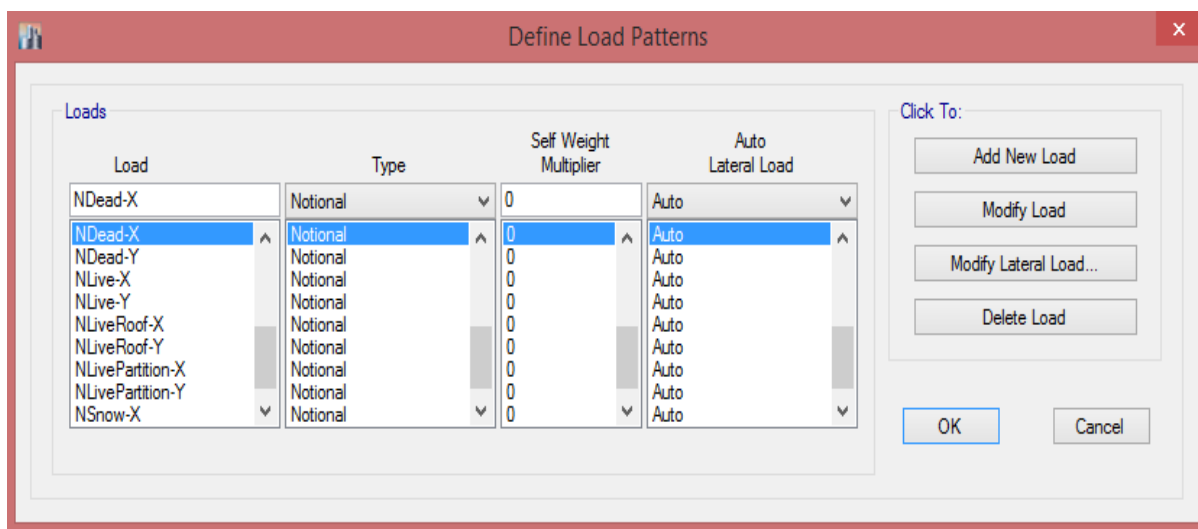 Define Load Patterns
x
Loads
Load Type Self Weight Multiplier Auto Lateral Load
NDead-X Notional 0 Auto
NDead-X Notional 0 Auto
NDead-Y Notional 0 Auto
NLive-X Notional 0 Auto
NLive-Y Notional 0 Auto
NLiveRoof-X Notional 0 Auto
NLiveRoof-Y Notional 0 Auto
NLivePartition-X Notional 0 Auto
NLivePartition-Y Notional 0 Auto
NSnow-X Notional 0 Auto
Click To:
Add New Load
Modify Load
Modify Lateral Load...
Delete Load
OK Cancel